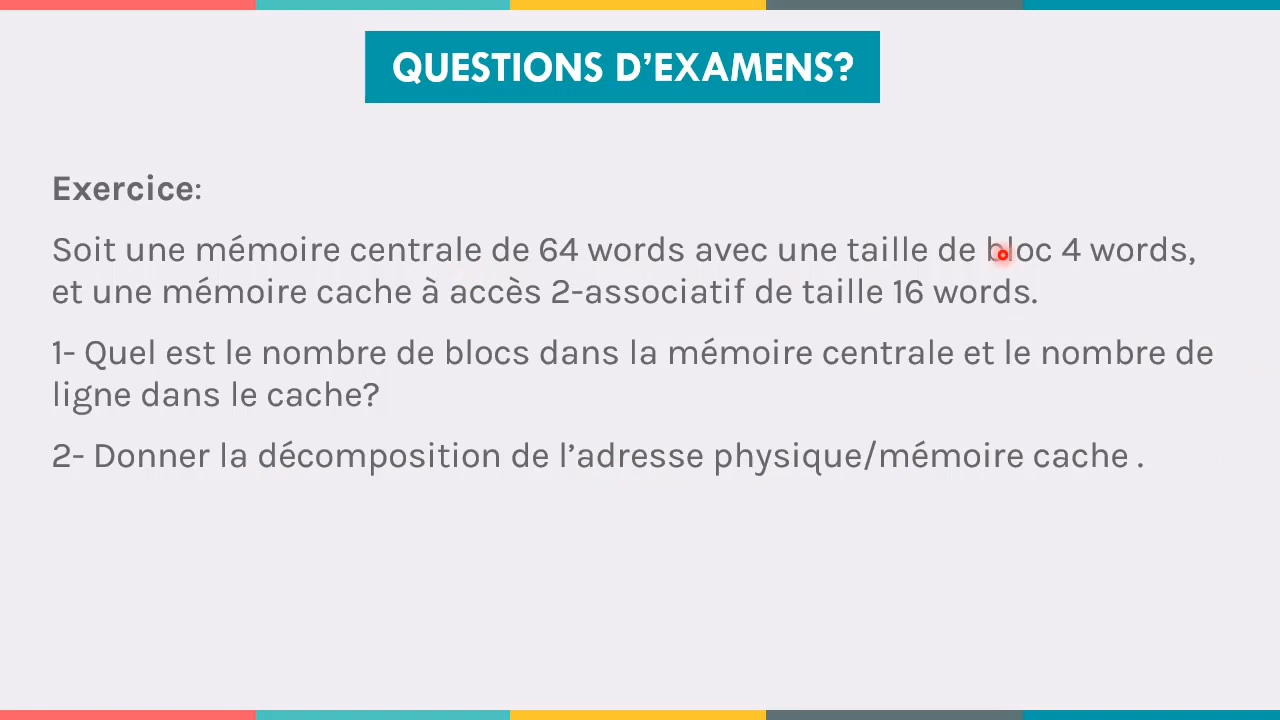 QUESTIONS D’EXAMENS?
Exercice:
Soit une mémoire centrale de 64 words avec une taille de bloc 4 words,
et une mémoire cache à accès 2-associatif de taille 16 words.
1- Quel est le nombre de blocs dans la mémoire centrale et le nombre de
ligne dans le cache?
2- Donner la décomposition de l’adresse physique/mémoire cache .